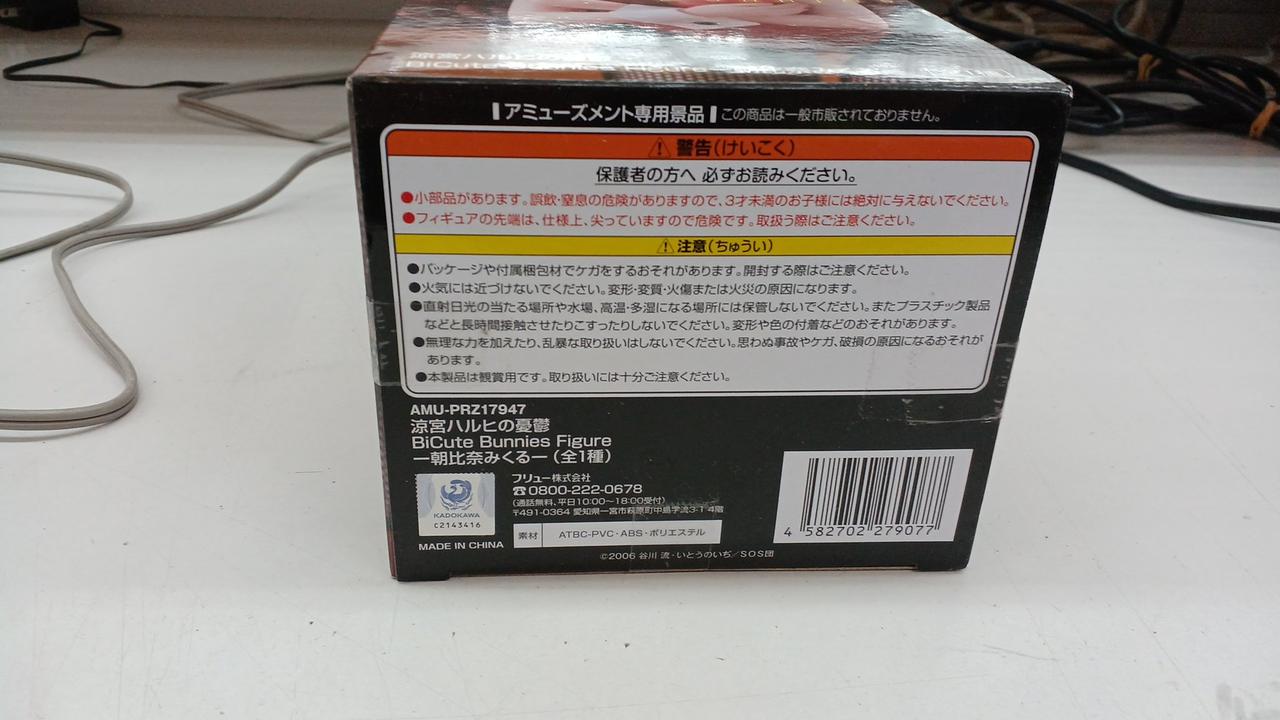 涼宮ハルヒ
アミューズメント専用景品 この商品は一般市販されておりません。
⚠警告(けいこく)
保護者の方へ 必ずお読みください。
●小部品があります。誤飲・窒息の危険がありますので、3才未満のお子様には絶対に与えないでください。
●フィギュアの先端は、仕様上、尖っていますので危険です。取扱う際はご注意ください。
⚠注意(ちゅうい)
●パッケージや付属梱包材でケガをするおそれがあります。開封する際はご注意ください。
●火気には近づけないでください。変形・変質・火傷または火災の原因になります。
●直射日光の当たる場所や水場、高温・多湿になる場所には保管しないでください。またプラスチック製品
などと長時間接触させたりこすったりしないでください。変形や色の付着などのおそれがあります。
●無理な力を加えたり、乱暴な取り扱いはしないでください。思わぬ事故やケガ、破損の原因になるおそれが
あります。
●本製品は観賞用です。取り扱いには十分ご注意ください。
AMU-PRZ17947
涼宮ハルヒの憂鬱
BiCute Bunnies Figure
ー朝比奈みくるー(全1種)
フリュー株式会社
☎0800-222-0678
(通話無料、平日10:00〜18:00受付)
〒491-0364 愛知県一宮市萩原町中島字流3-1 4階
KADOKAWA
C2143416
MADE IN CHINA
素材 ATBC-PVC・ABS・ポリエステル
©2006 谷川 流・いとうのいぢ/SOS団
4 582702 279077